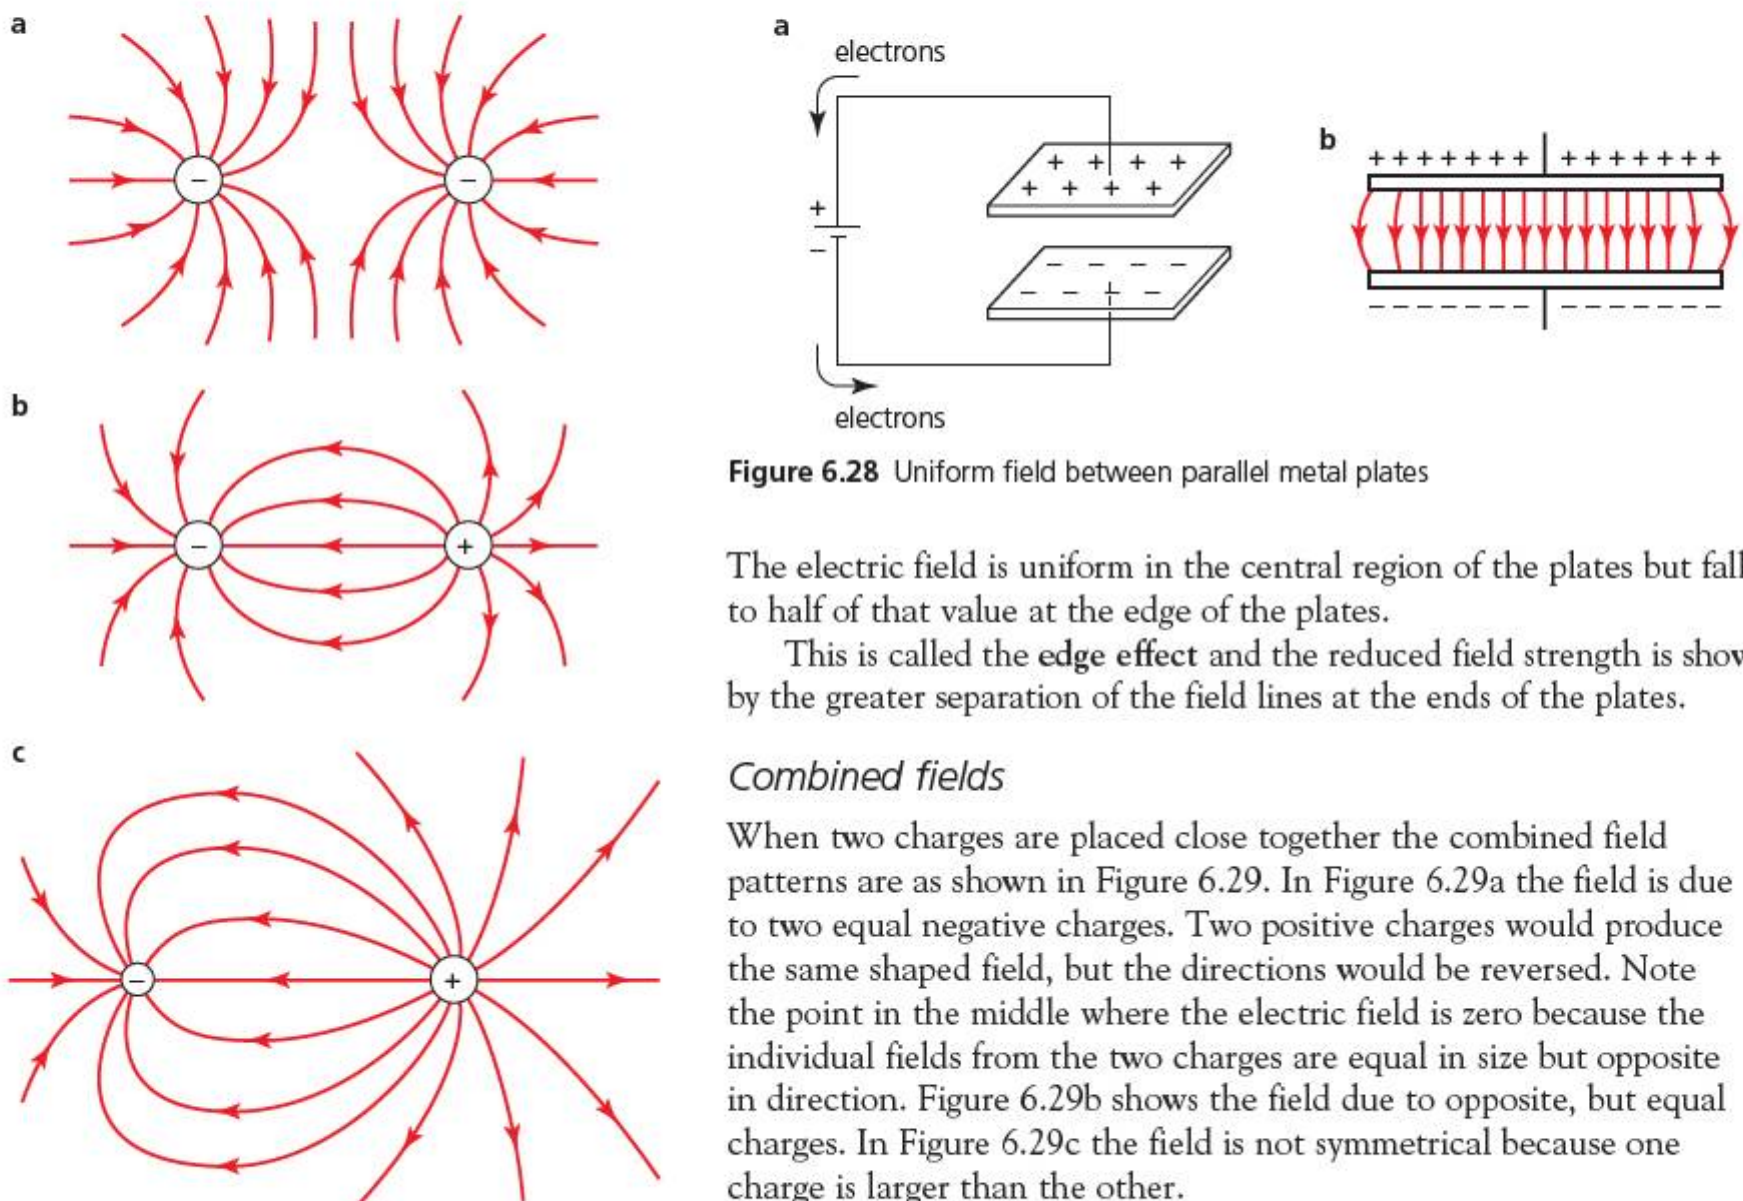 a
b
c
a
electrons
+
−
+ + + +
+ + + +
− − − −
− − − −
electrons
b
+ + + + + + + + + + + + + +
− − − − − − − − − − − − − −
− −
− +
− +
Figure 6.28 Uniform field between parallel metal plates
The electric field is uniform in the central region of the plates but fall
to half of that value at the edge of the plates.
This is called the edge effect and the reduced field strength is show
by the greater separation of the field lines at the ends of the plates.
Combined fields
When two charges are placed close together the combined field
patterns are as shown in Figure 6.29. In Figure 6.29a the field is due
to two equal negative charges. Two positive charges would produce
the same shaped field, but the directions would be reversed. Note
the point in the middle where the electric field is zero because the
individual fields from the two charges are equal in size but opposite
in direction. Figure 6.29b shows the field due to opposite, but equal
charges. In Figure 6.29c the field is not symmetrical because one
charge is larger than the other.